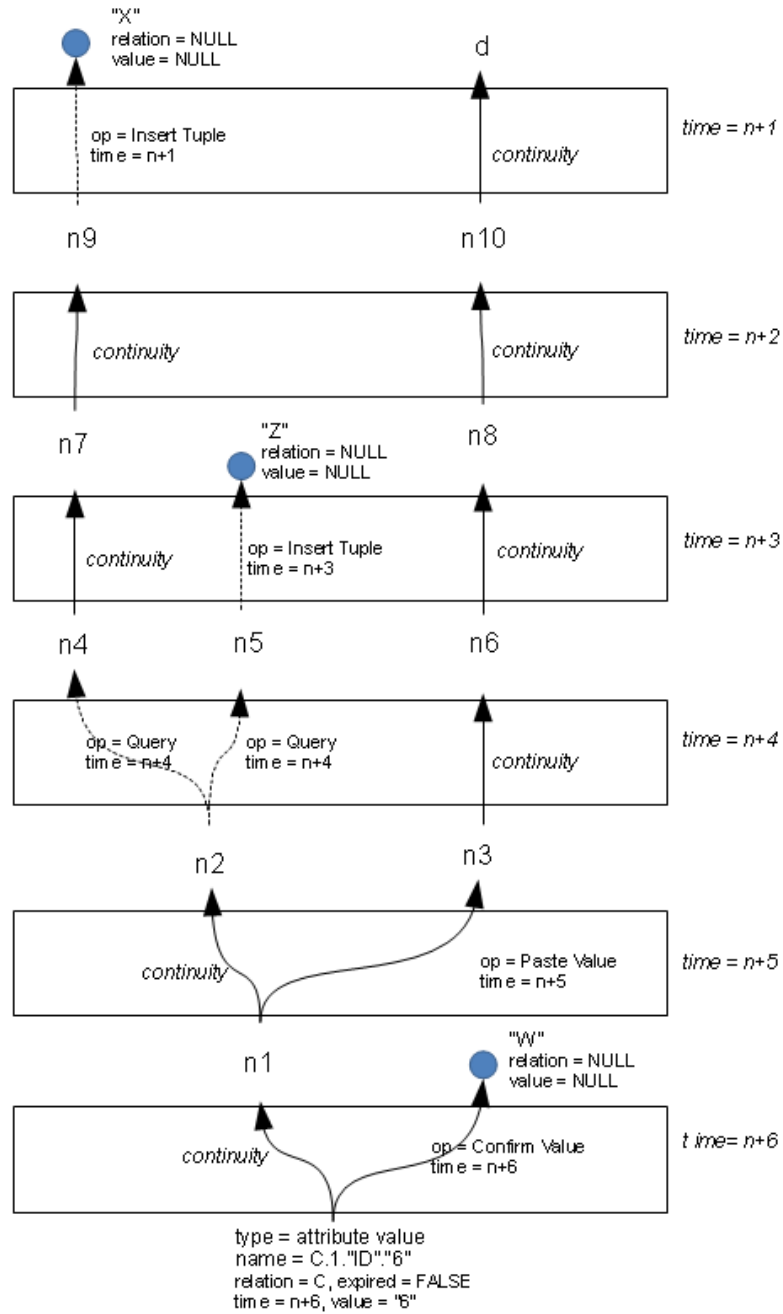 "X"
relation = NULL
value = NULL
d
op = Insert Tuple
time = n+1
continuity
time = n+1
n9
n10
continuity
continuity
time = n+2
n7
"Z"
relation = NULL
value = NULL
n8
continuity
op = Insert Tuple
time = n+3
continuity
time = n+3
n4
n5
n6
op = Query
time = n+4
op = Query
time = n+4
continuity
time = n+4
n2
n3
continuity
op = Paste Value
time = n+5
time = n+5
n1
"W"
relation = NULL
value = NULL
continuity
op = Confirm Value
time = n+6
t ime= n+6
type = attribute value
name = C.1."ID"."6"
relation = C, expired = FALSE
time = n+6, value = "6"